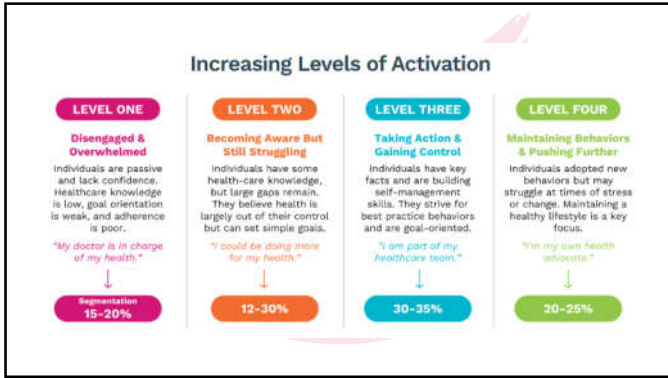 Increasing Levels of Activation
LEVEL ONE
Disengaged &
Overwhelmed
Individuals are passive
and lack confidence.
Healthcare knowledge
is low, goal orientation
is weak, and adherence
is poor.
"My doctor is in charge
of my health."
Segmentation
15-20%
LEVEL TWO
Becoming Aware But
Still Struggling
Individuals have some
health-care knowledge,
but large gaps remain.
They believe health is
largely out of their control
but can set simple goals.
"I could be doing more
for my health."
12-30%
LEVEL THREE
Taking Action &
Gaining Control
Individuals have key
facts and are building
self-management
skills. They strive for
best practice behaviors
and are goal-oriented.
"I am part of my
healthcare team."
30-35%
LEVEL FOUR
Maintaining Behaviors
& Pushing Further
Individuals adopted new
behaviors but may
struggle at times of stress
or change. Maintaining a
healthy lifestyle is a key
focus.
"I'm my own health
advocate."
20-25%